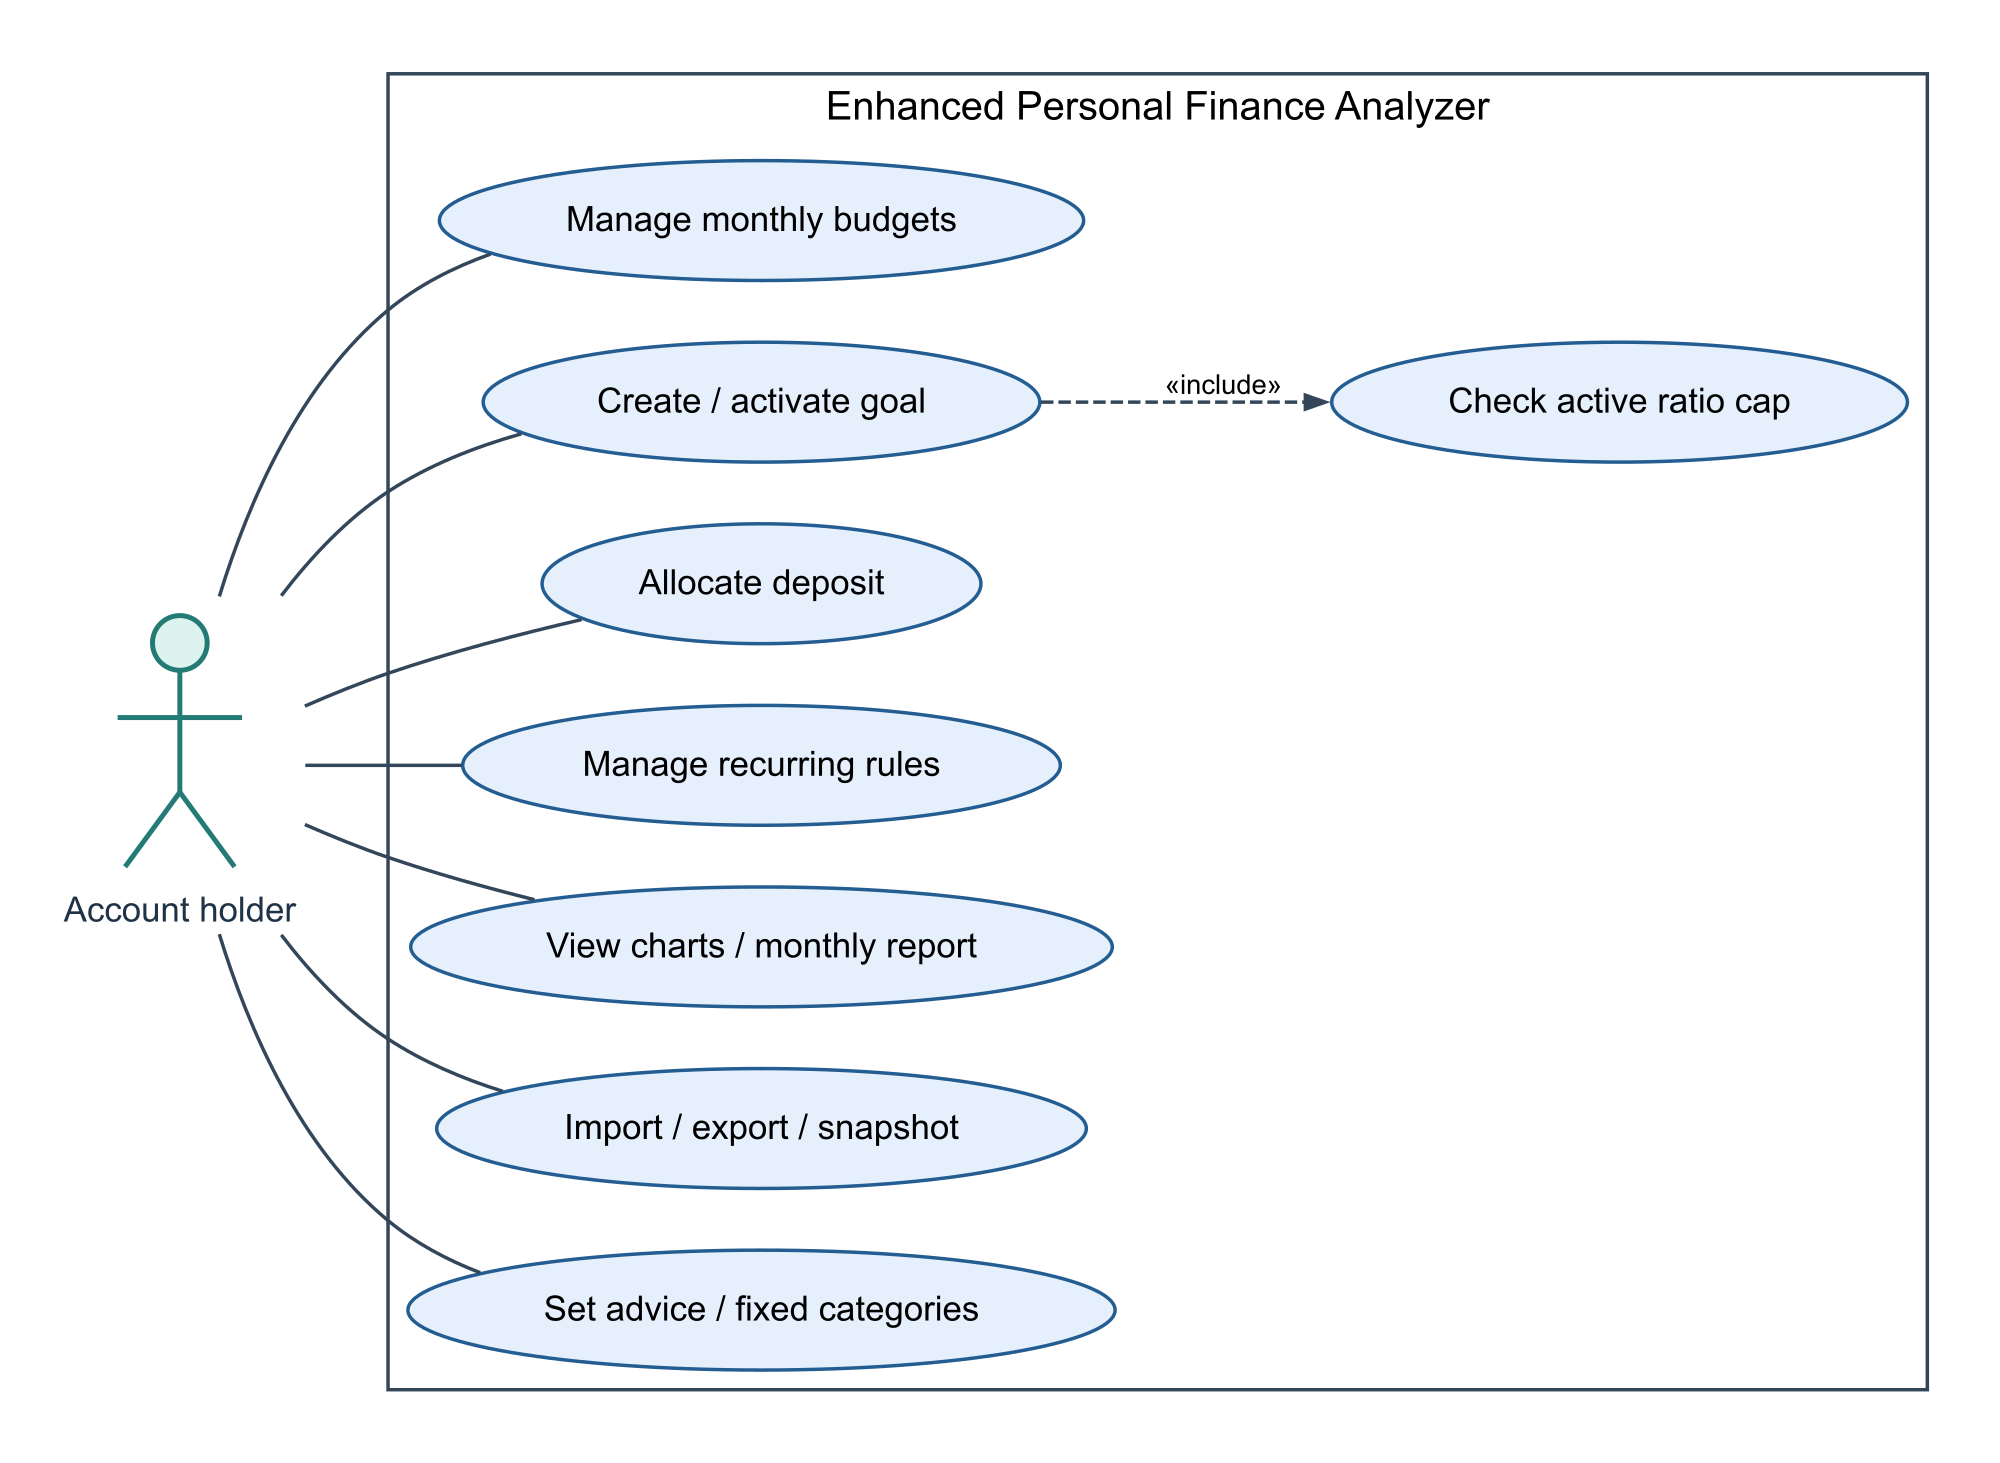 Enhanced Personal Finance Analyzer
Manage monthly budgets
Create / activate goal
«include»
Check active ratio cap
Allocate deposit
Manage recurring rules
Account holder
View charts / monthly report
Import / export / snapshot
Set advice / fixed categories